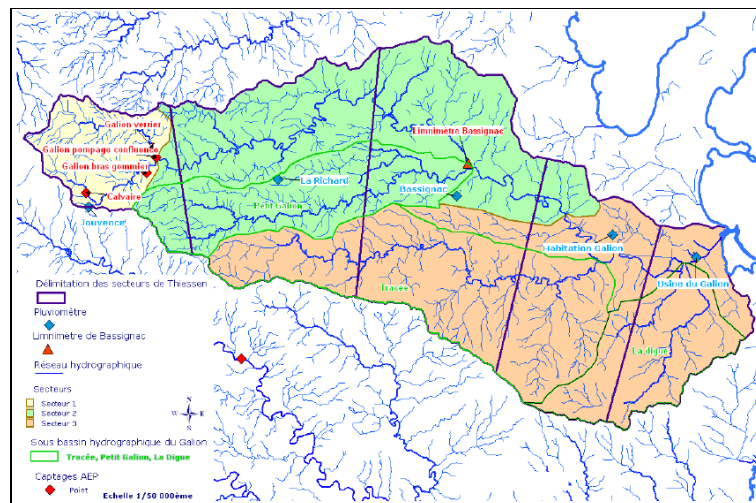 Galion verrier
Limnimètre Bassignac
Galion pompage confluence
Galion bras gommier
La Richard
Bassignac
Calvaire
Petit Galion
Jouvence
Habitation Galion
Usine du Galion
Tracée
La digue
Délimitation des secteurs de Thiessen
Pluviomètre
Limnimètre de Bassignac
Réseau hydrographique
Secteurs
Secteur 1
Secteur 2
Secteur 3
N
W E
S
Sous bassin hydrographique du Galion
Tracée, Petit Galion, La Digue
Captages AEP
Point
Echelle 1/50 000ème